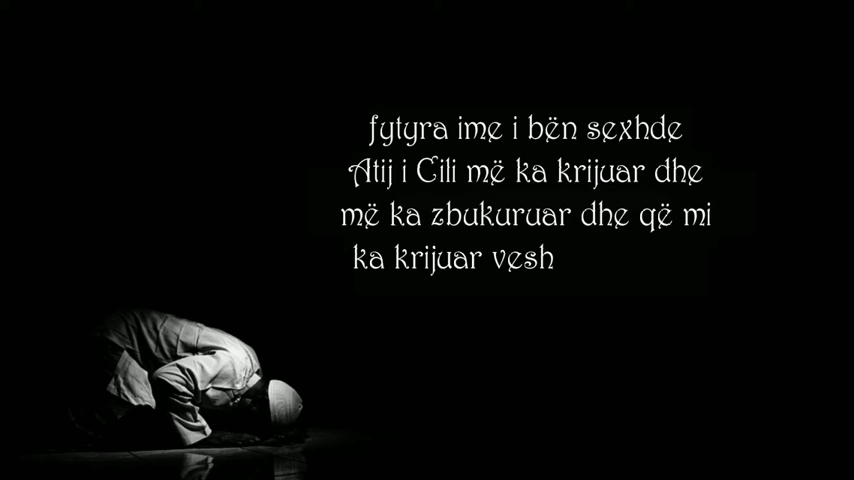 fytyra ime i bën sexhde
Atij i Cili më ka krijuar dhe
më ka zbukuruar dhe që mi
ka krijuar vesh